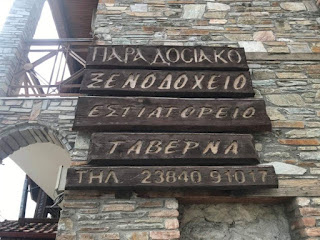 ΠΑΡΑΔΟΣΙΑΚΟ
ΞΕΝΟΔΟΧΕΙΟ
ΕΣΤΙΑΤΟΡΕΙΟ
ΤΑΒΕΡΝΑ
ΤΗΛ. 23840 91017